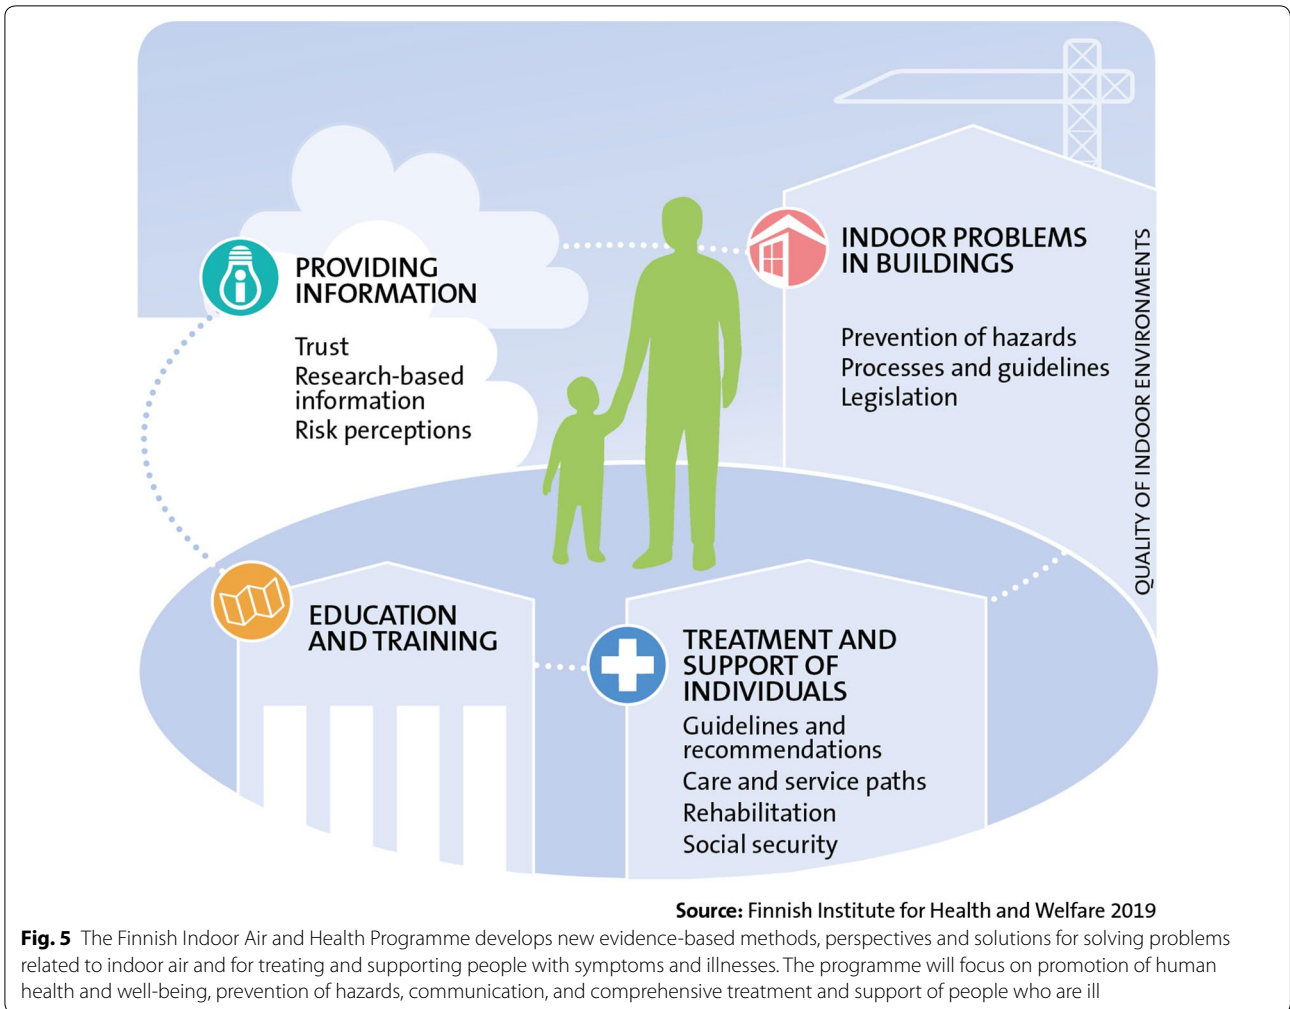 PROVIDING
INFORMATION
Trust
Research-based
information
Risk perceptions
INDOOR PROBLEMS
IN BUILDINGS
Prevention of hazards
Processes and guidelines
Legislation
QUALITY OF INDOOR ENVIRONMENTS
EDUCATION
AND TRAINING
TREATMENT AND
SUPPORT OF
INDIVIDUALS
Guidelines and
recommendations
Care and service paths
Rehabilitation
Social security
Source: Finnish Institute for Health and Welfare 2019
Fig. 5 The Finnish Indoor Air and Health Programme develops new evidence-based methods, perspectives and solutions for solving problems
related to indoor air and for treating and supporting people with symptoms and illnesses. The programme will focus on promotion of human
health and well-being, prevention of hazards, communication, and comprehensive treatment and support of people who are ill